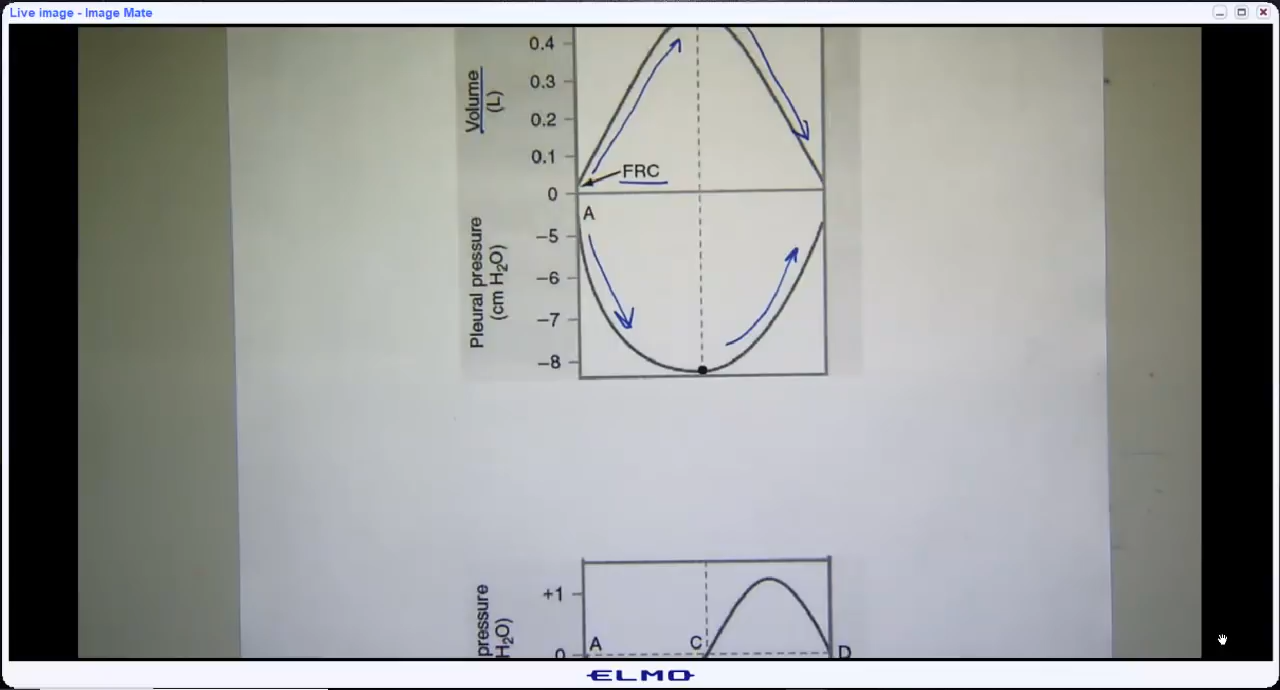 Live image - Image Mate
0.4
0.3
0.2
0.1
0
Volume
(L)
FRC
A
-5
-6
-7
-8
Pleural pressure
(cm H₂O)
+1
0
pressure
H₂O)
A
C
D
ELMO